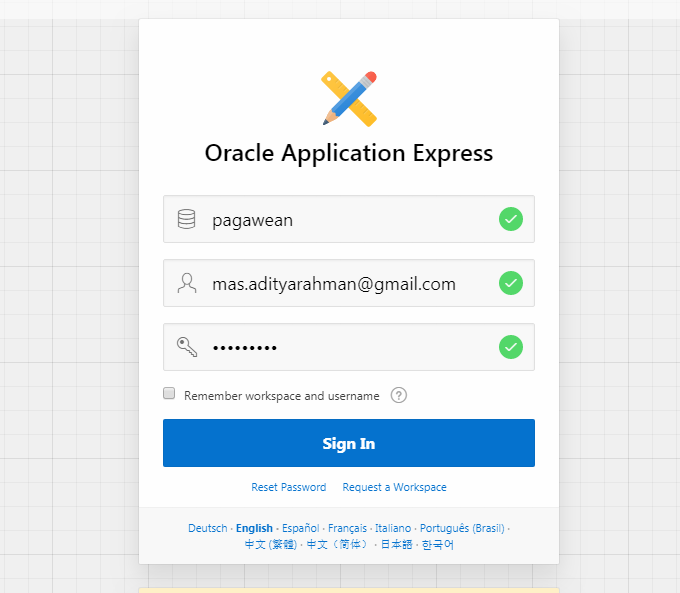 Oracle Application Express
pagawean
mas.adityarahman@gmail.com
•••••••••
Remember workspace and username ?
Sign In
Reset Password Request a Workspace
Deutsch · English · Español · Français · Italiano · Português (Brasil) ·
中文 (繁體) · 中文（简体） · 日本語 · 한국어